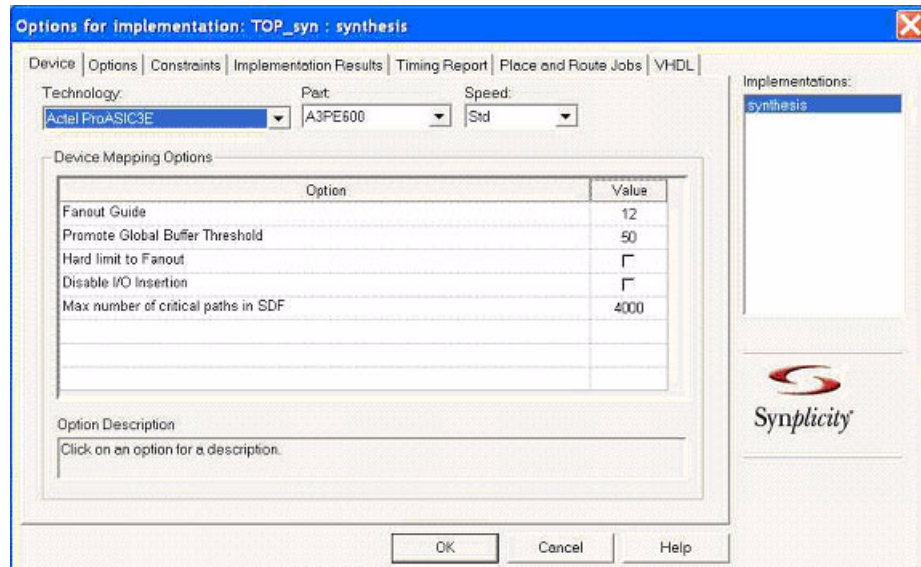 Options for implementation: TOP_syn : synthesis
Device Options Constraints Implementation Results Timing Report Place and Route Jobs VHDL
Technology: Part: Speed:
Actel ProASIC3E A3PE600 Std
Implementations:
synthesis
Device Mapping Options
Option Value
Fanout Guide 12
Promote Global Buffer Threshold 50
Hard limit to Fanout
Disable I/O Insertion
Max number of critical paths in SDF 4000
Option Description
Click on an option for a description.
Synplicity
OK Cancel Help